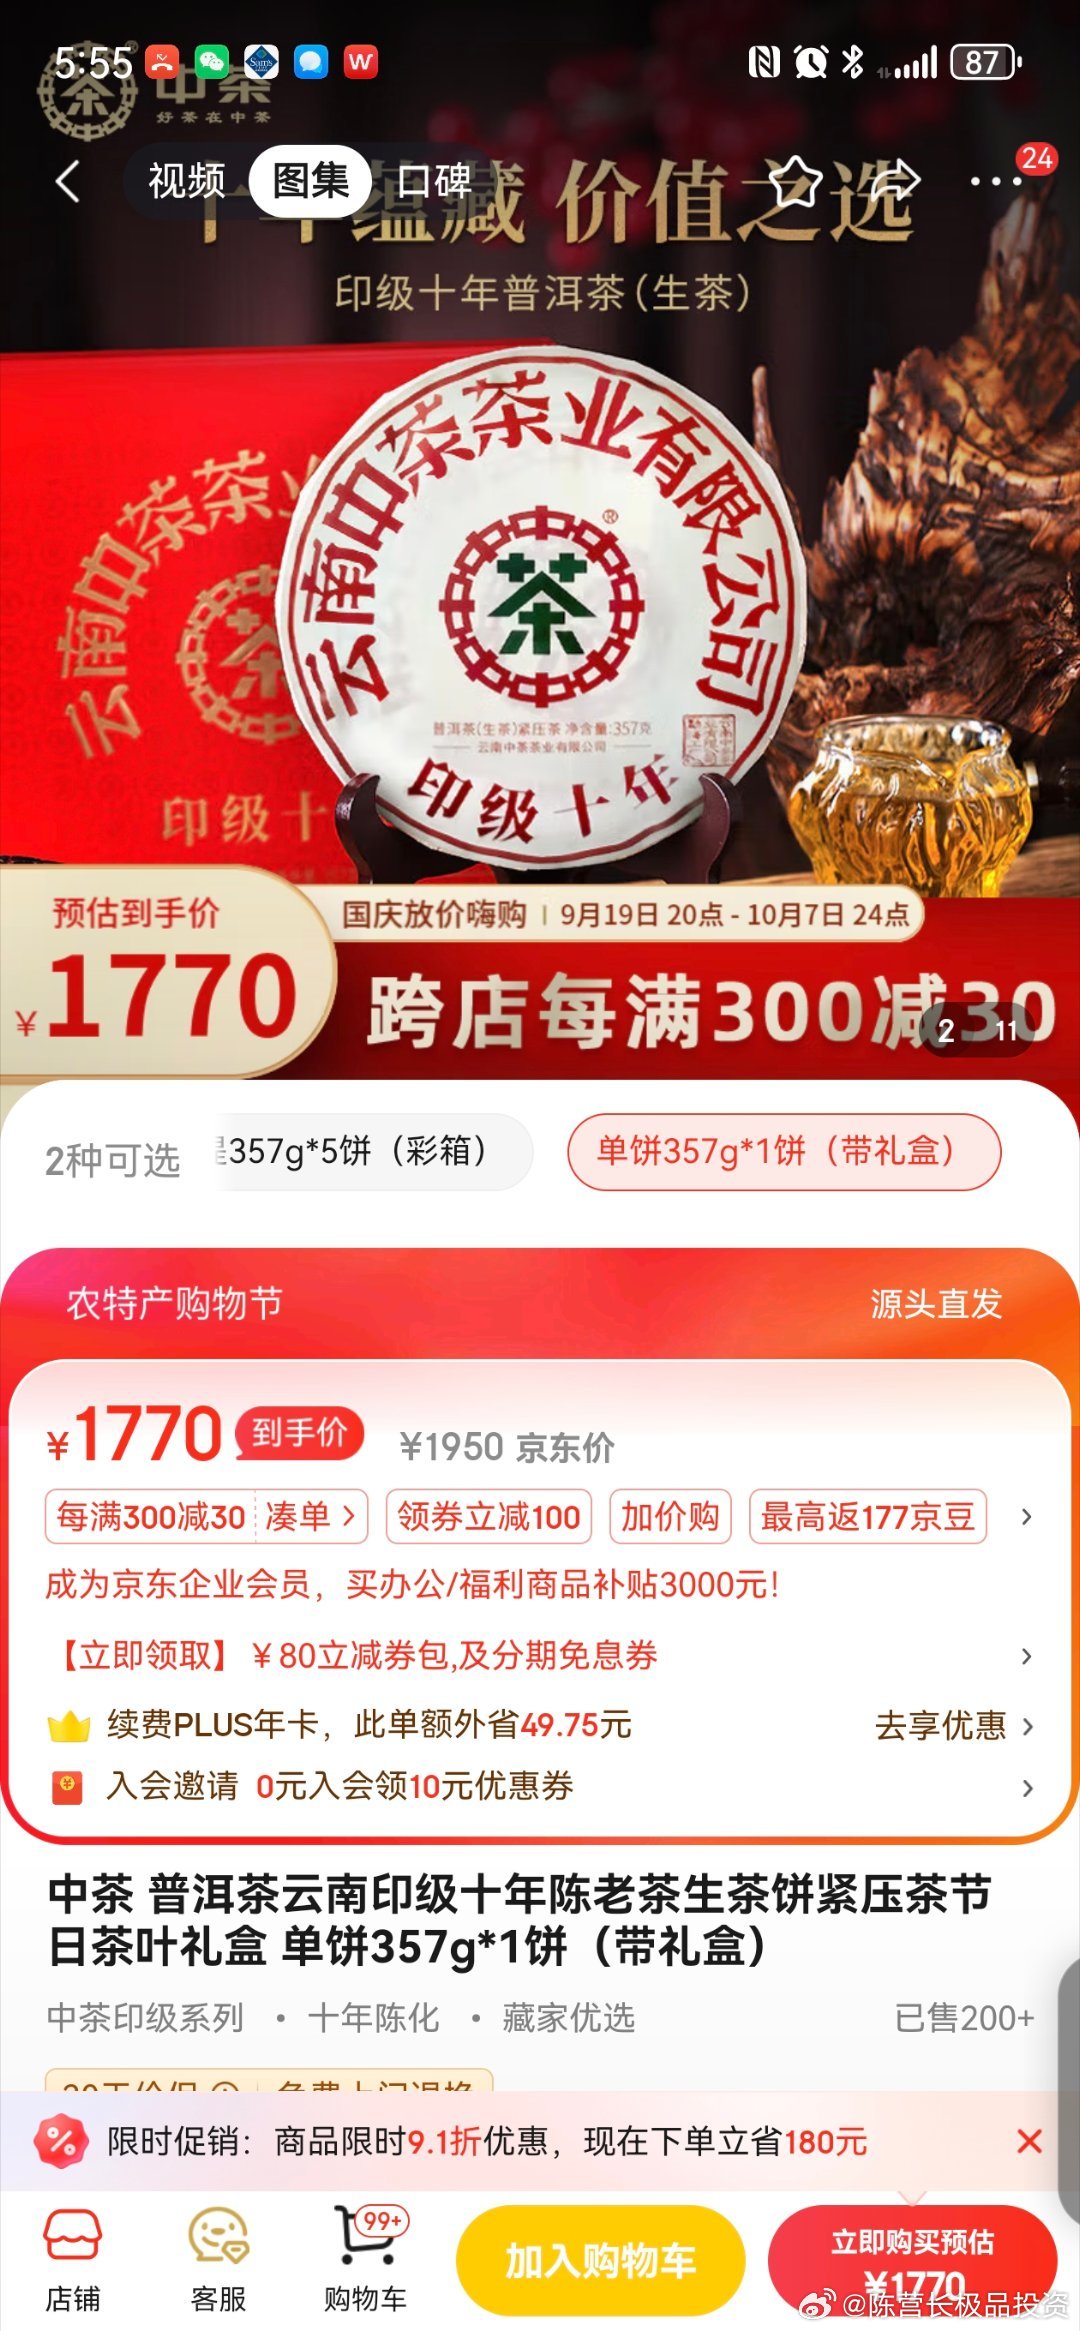 5:55
87
中茶
好茶在中茶
视频 图集 口碑
24
蕴藏 价值之选
印级十年普洱茶(生茶)
云南中茶茶业有限公司
茶
®
普洱茶(生茶)紧压茶 净含量:357克
云南中茶茶业有限公司
印级十年
云南中茶茶
茶
印级十
预估到手价
¥1770
国庆放价嗨购 | 9月19日 20点 - 10月7日 24点
跨店每满300减30
2 11
2种可选
357g*5饼（彩箱）
单饼357g*1饼（带礼盒）
农特产购物节
源头直发
¥1770 到手价 ¥1950 京东价
每满300减30 凑单 > 领券立减100 加价购 最高返177京豆 >
成为京东企业会员，买办公/福利商品补贴3000元！
【立即领取】￥80立减券包,及分期免息券 >
续费PLUS年卡，此单额外省49.75元 去享优惠 >
入会邀请 0元入会领10元优惠券 >
中茶 普洱茶云南印级十年陈老茶生茶饼紧压茶节
日茶叶礼盒 单饼357g*1饼（带礼盒）
中茶印级系列 · 十年陈化 · 藏家优选 已售200+
限时促销：商品限时9.1折优惠，现在下单立省180元
店铺
客服
99+
购物车
加入购物车
立即购买预估
¥1770
@陈营长极品投资